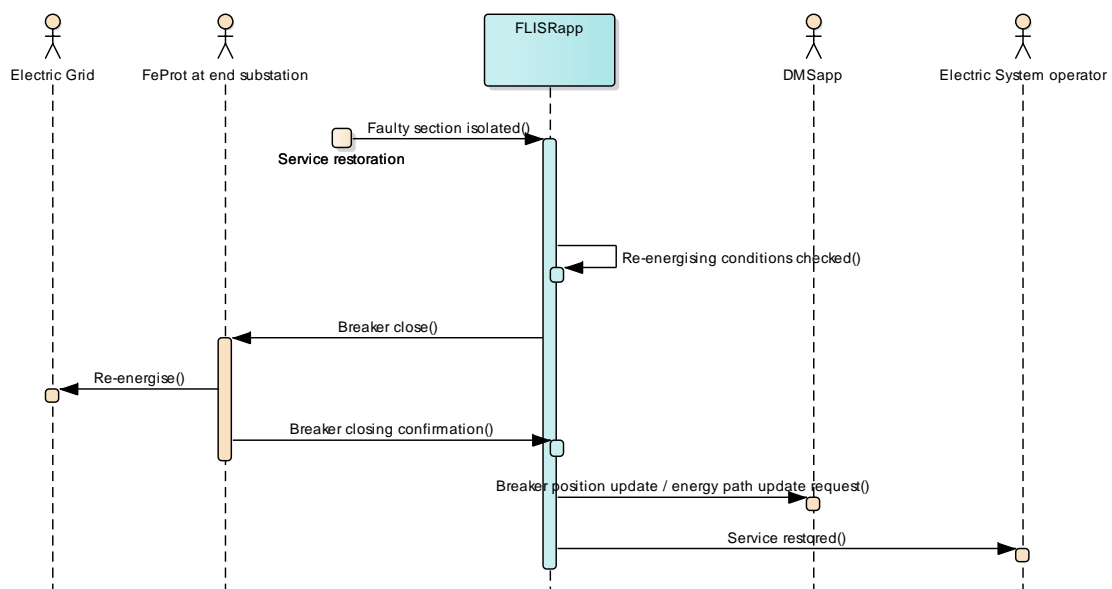 FLISRapp
Electric Grid
FeProt at end substation
DMSapp
Electric System operator
Faulty section isolated()
Service restoration
Re-energising conditions checked()
Breaker close()
Re-energise()
Breaker closing confirmation()
Breaker position update / energy path update request()
Service restored()